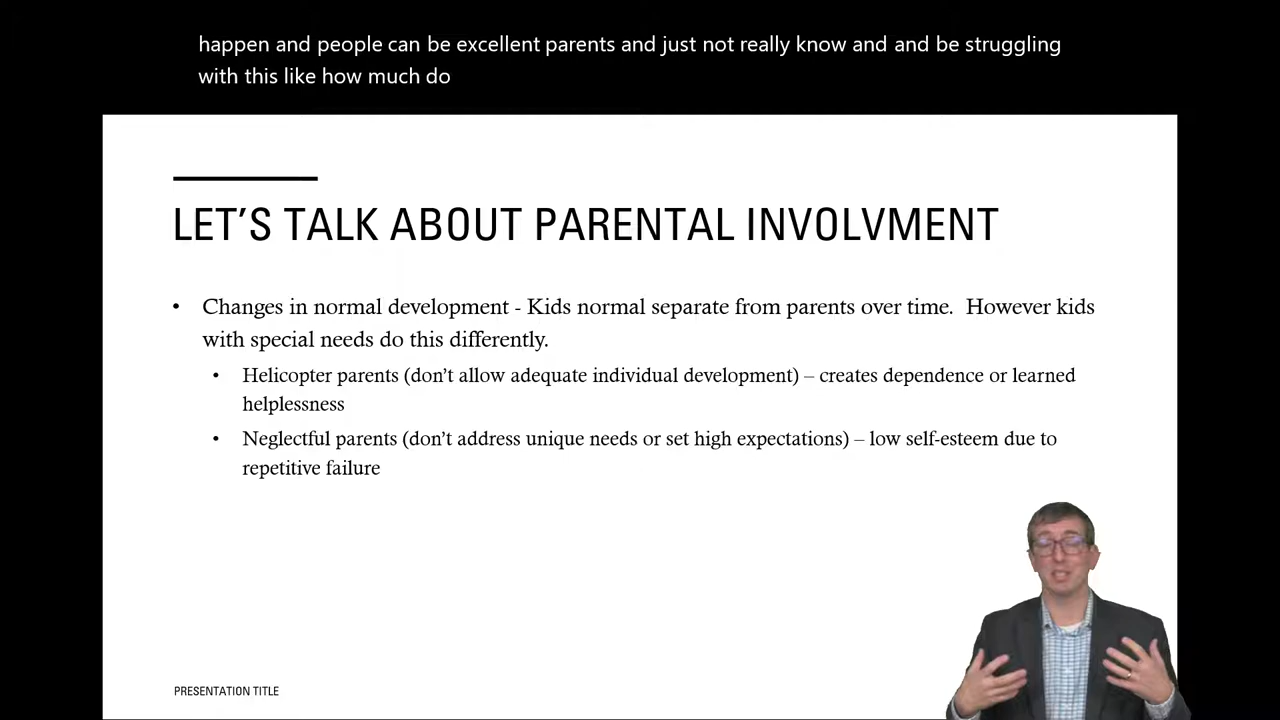 happen and people can be excellent parents and just not really know and and be struggling
with this like how much do
LET’S TALK ABOUT PARENTAL INVOLVMENT
• Changes in normal development - Kids normal separate from parents over time.  However kids
with special needs do this differently.
• Helicopter parents (don’t allow adequate individual development) – creates dependence or learned
helplessness
• Neglectful parents (don’t address unique needs or set high expectations) – low self-esteem due to
repetitive failure
PRESENTATION TITLE